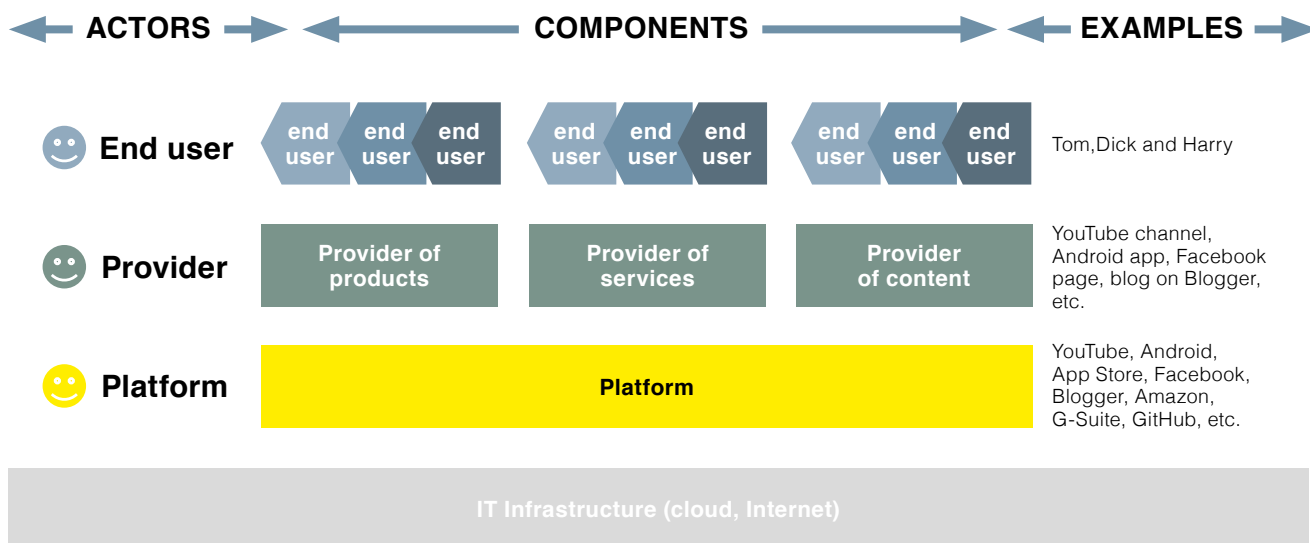 ACTORS
COMPONENTS
EXAMPLES
End user
end
user
end
user
end
user
end
user
end
user
end
user
end
user
end
user
end
user
Tom,Dick and Harry
Provider
Provider of
products
Provider of
services
Provider
of content
YouTube channel,
Android app, Facebook
page, blog on Blogger,
etc.
Platform
Platform
YouTube, Android,
App Store, Facebook,
Blogger, Amazon,
G-Suite, GitHub, etc.
IT Infrastructure (cloud, Internet)